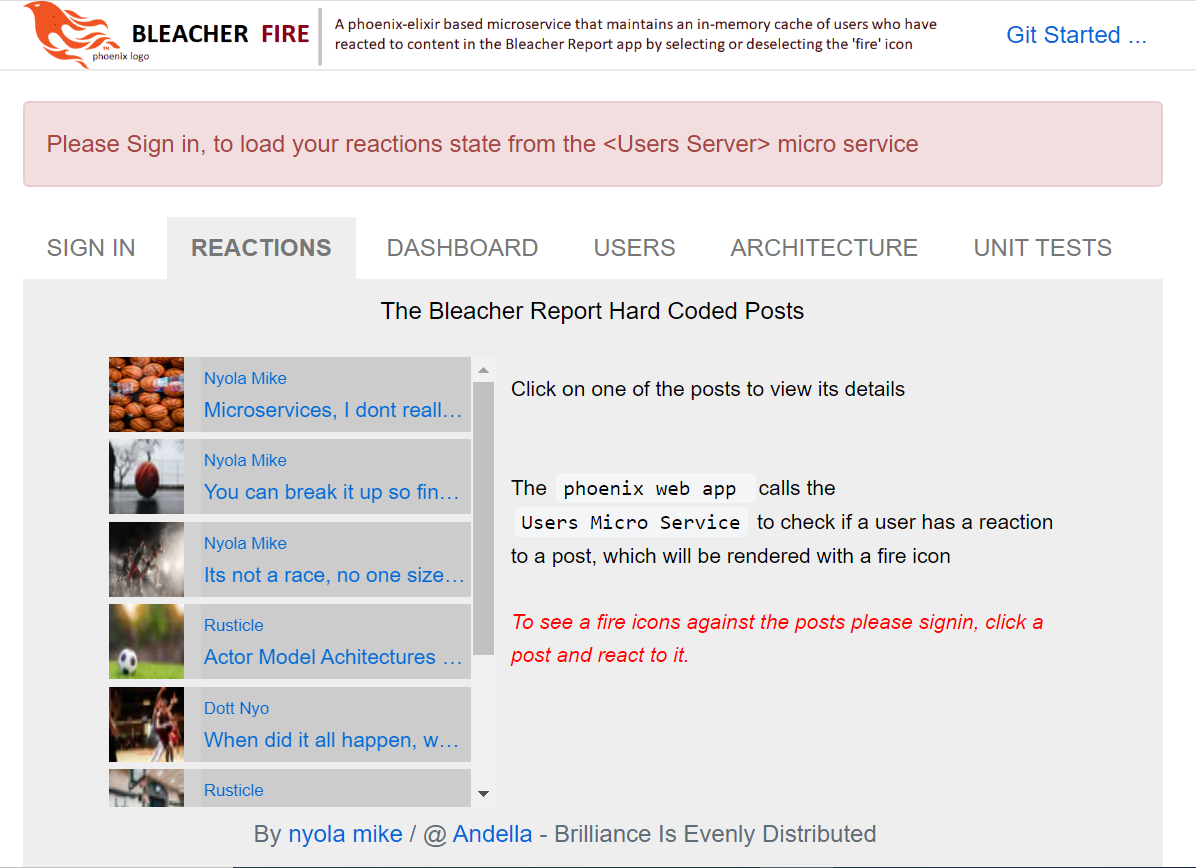 BLEACHER FIRE
phoenix logo
TM
A phoenix-elixir based microservice that maintains an in-memory cache of users who have
reacted to content in the Bleacher Report app by selecting or deselecting the 'fire' icon
Git Started ...
Please Sign in, to load your reactions state from the <Users Server> micro service
SIGN IN REACTIONS DASHBOARD USERS ARCHITECTURE UNIT TESTS
The Bleacher Report Hard Coded Posts
Nyola Mike
Microservices, I dont reall...
Nyola Mike
You can break it up so fin...
Nyola Mike
Its not a race, no one size...
Rusticle
Actor Model Achitectures ...
Dott Nyo
When did it all happen, w...
Rusticle
Click on one of the posts to view its details
The phoenix web app calls the
Users Micro Service to check if a user has a reaction
to a post, which will be rendered with a fire icon
To see a fire icons against the posts please signin, click a
post and react to it.
By nyola mike / @ Andella - Brilliance Is Evenly Distributed